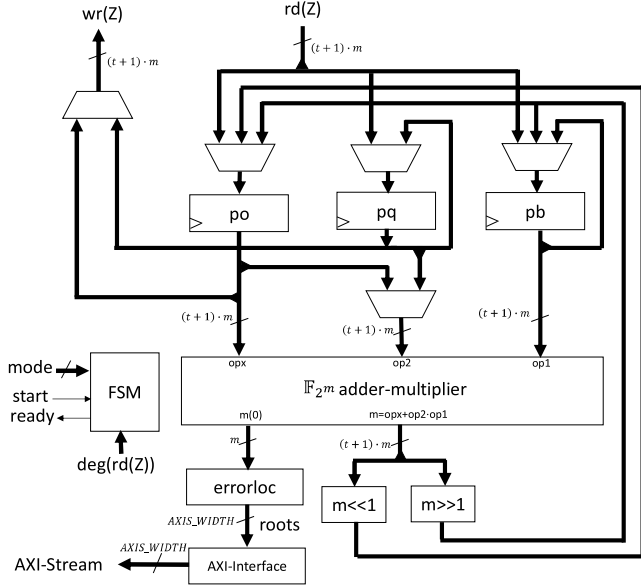 wr(Z)
rd(Z)
(t+1)·m
(t+1)·m
po
pq
pb
(t+1)·m
(t+1)·m
(t+1)·m
opx
op2
op1
𝔽₂ᵐ adder-multiplier
m(0)
m=opx+op2·op1
mode
start
ready
FSM
deg(rd(Z))
m
(t+1)·m
errorloc
m<<1
m>>1
AXIS_WIDTH
roots
AXIS_WIDTH
AXI-Stream
AXI-Interface